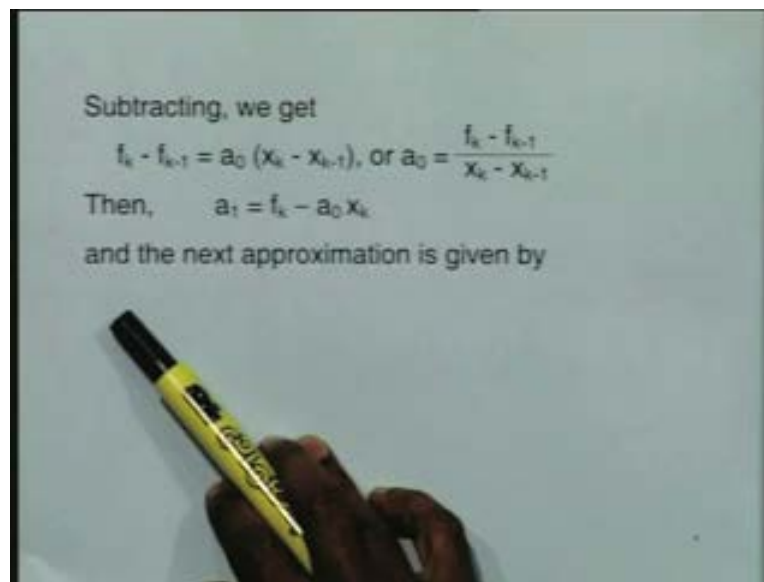 Subtracting, we get
fₖ - fₖ₋₁ = a₀ (xₖ - xₖ₋₁), or a₀ = (fₖ - fₖ₋₁) / (xₖ - xₖ₋₁)
Then, a₁ = fₖ – a₀ xₖ
and the next approximation is given by